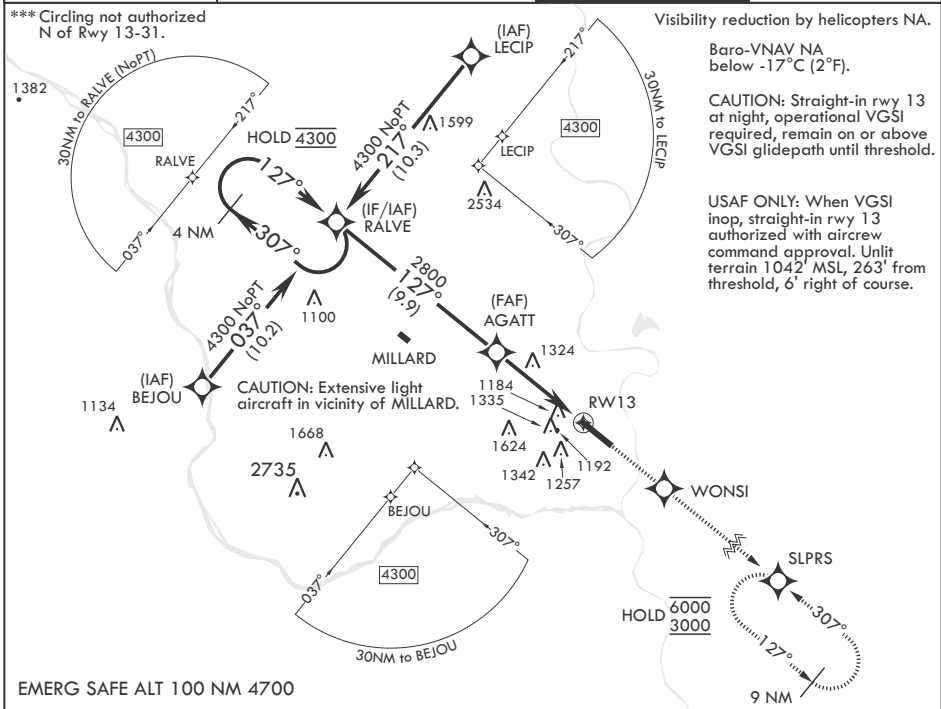 *** Circling not authorized
N of Rwy 13-31.
Visibility reduction by helicopters NA.
Baro-VNAV NA
below -17°C (2°F).
CAUTION: Straight-in rwy 13
at night, operational VGSI
required, remain on or above
VGSI glidepath until threshold.
USAF ONLY: When VGSI
inop, straight-in rwy 13
authorized with aircrew
command approval. Unlit
terrain 1042' MSL, 263' from
threshold, 6' right of course.
1382
30NM to RALVE (NoPT)
4300
217°
RALVE
037°
HOLD 4300
127°
307°
4 NM
(IAF)
LECIP
4300 NoPT
217°
(10.3)
1599
217°
30NM to LECIP
4300
LECIP
2534
307°
(IF/IAF)
RALVE
2800
127°
(9.9)
4300 NoPT
037°
(10.2)
1100
(IAF)
BEJOU
MILLARD
CAUTION: Extensive light
aircraft in vicinity of MILLARD.
(FAF)
AGATT
1324
1184
1335
RW13
1624
1192
1342
1257
1134
1668
2735
BEJOU
307°
037°
4300
30NM to BEJOU
WONSI
SLPRS
HOLD 6000
3000
307°
127°
9 NM
EMERG SAFE ALT 100 NM 4700